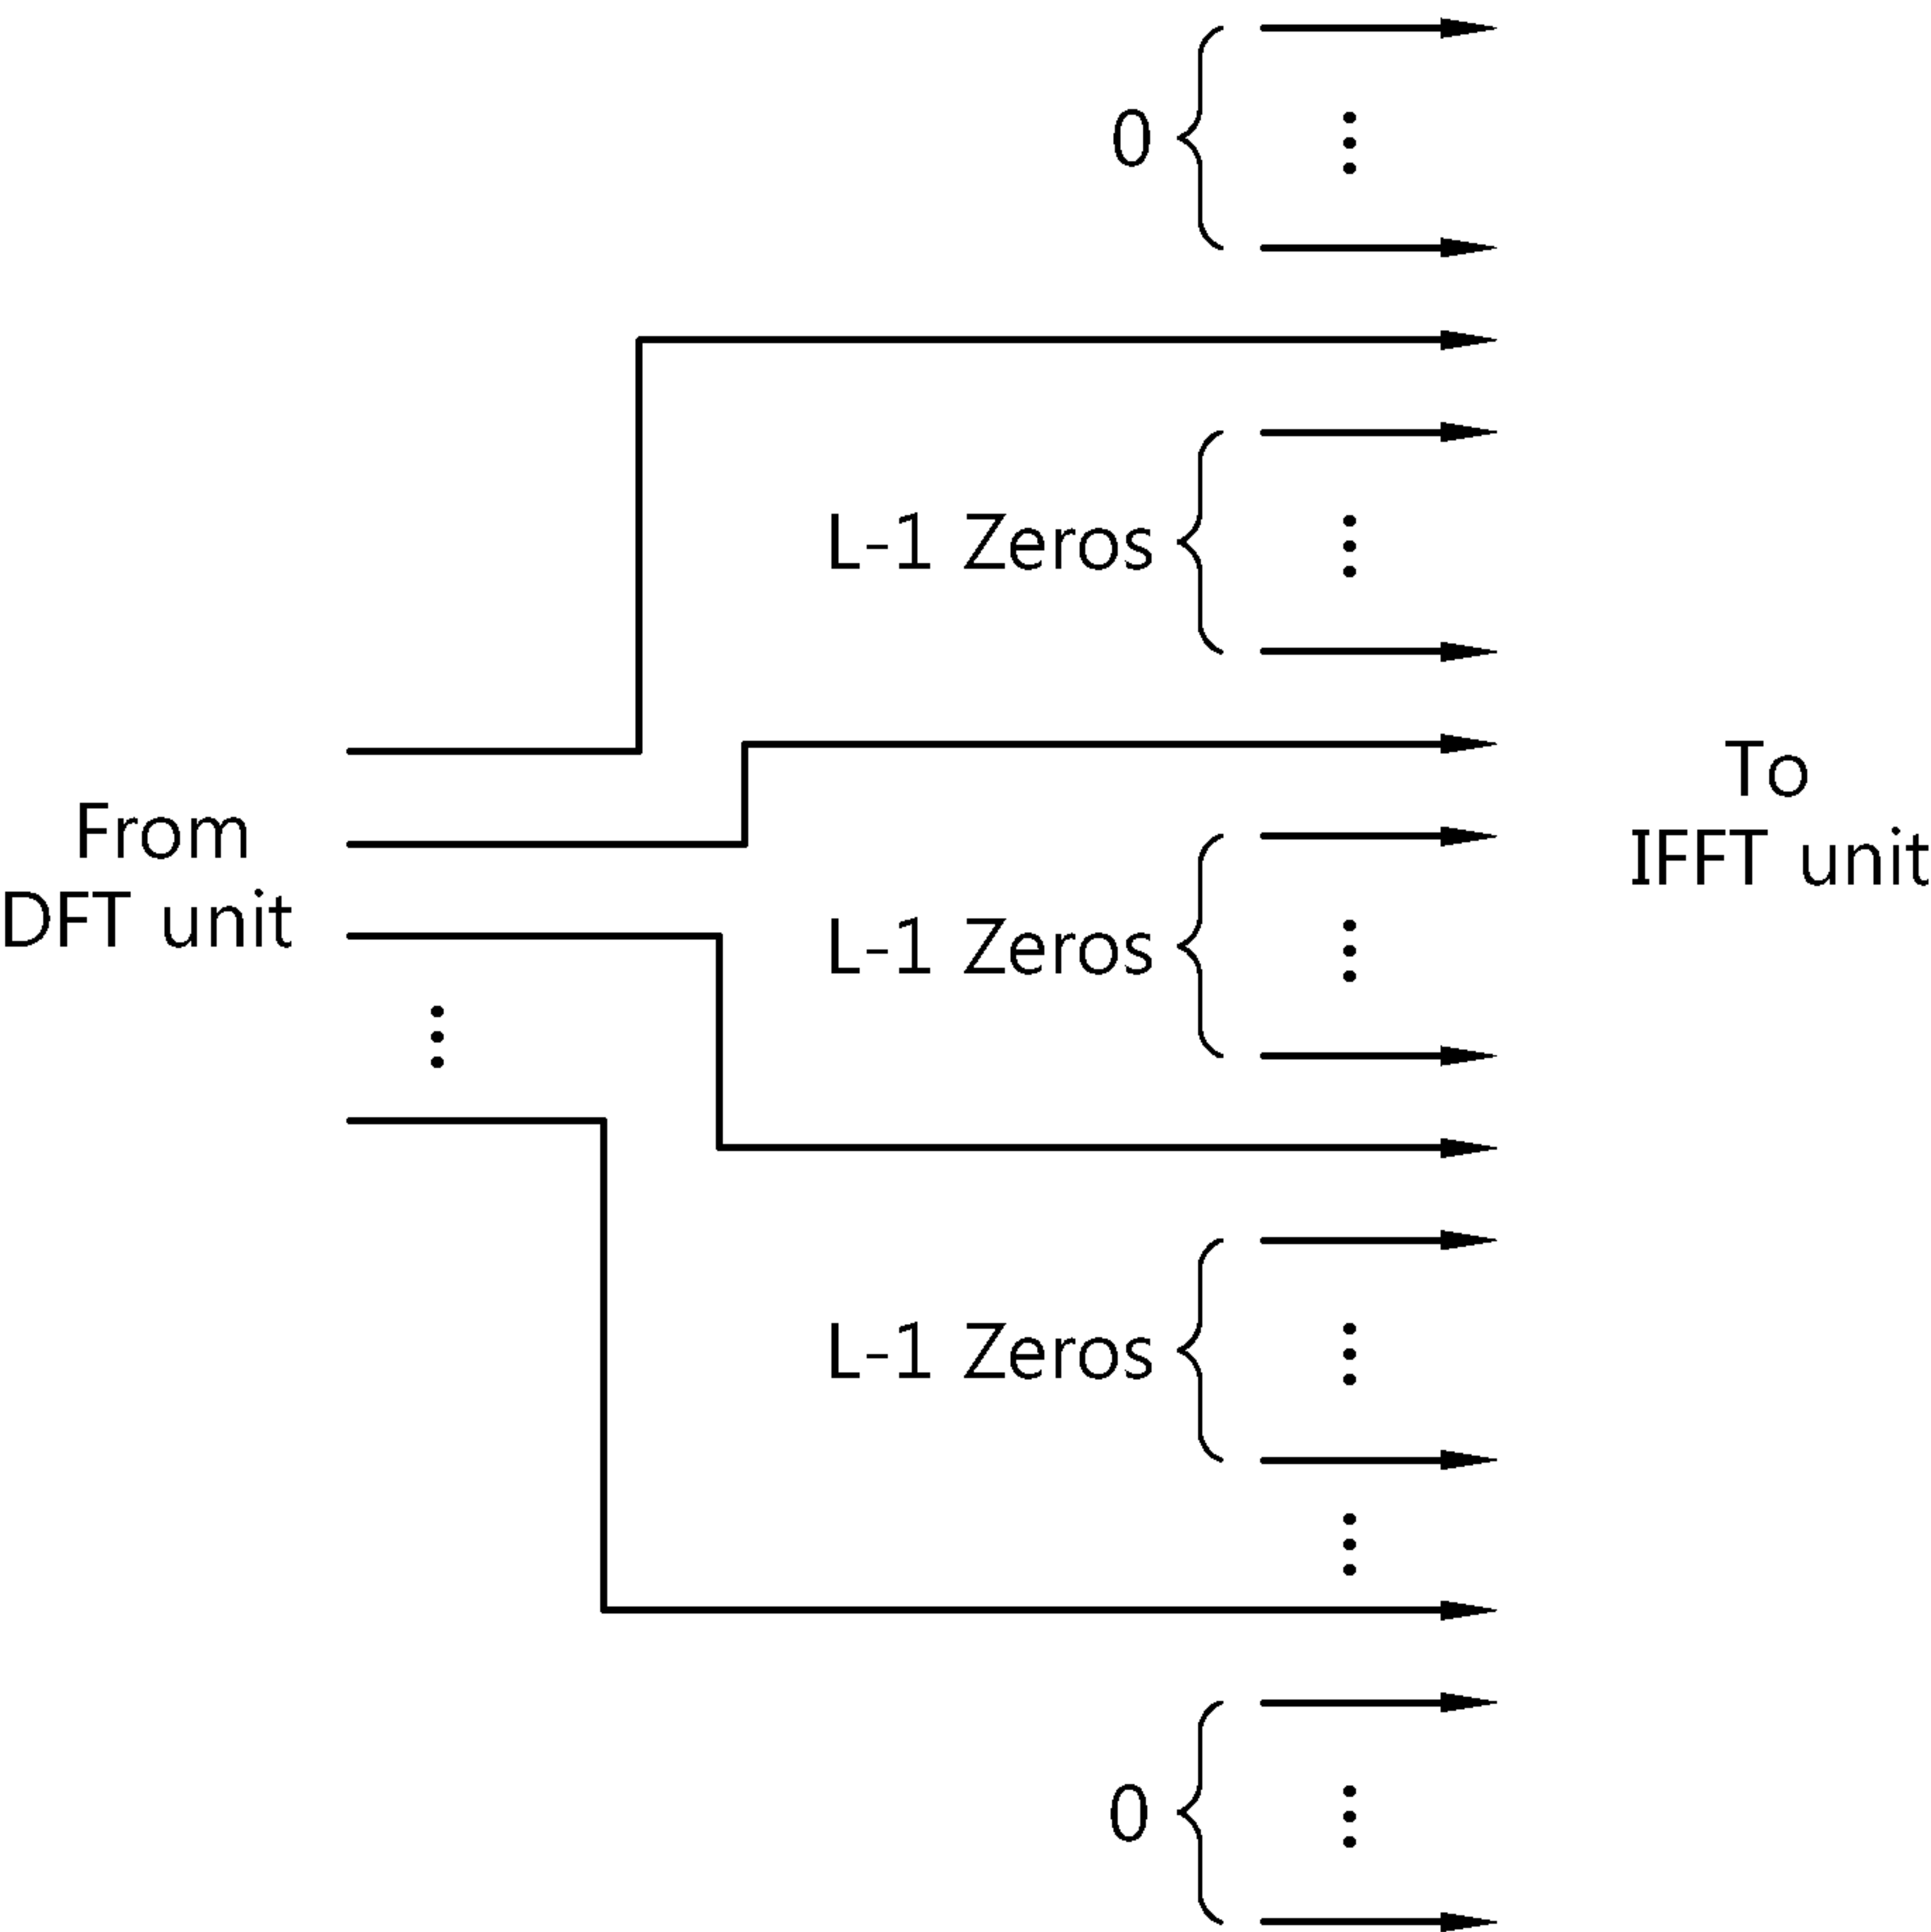 0
L-1 Zeros
From
DFT unit
To
IFFT unit
L-1 Zeros
L-1 Zeros
0